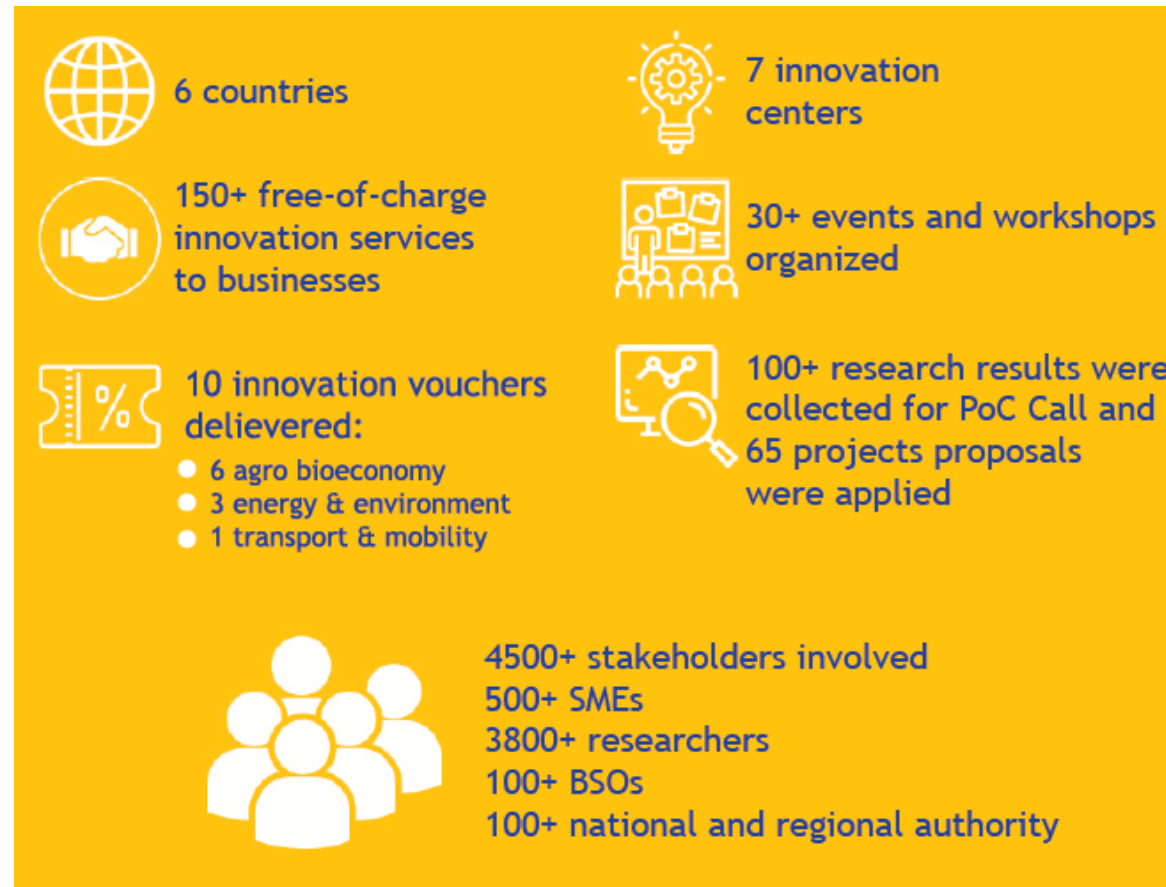 6 countries
7 innovation
centers
150+ free-of-charge
innovation services
to businesses
30+ events and workshops
organized
10 innovation vouchers
delievered:
6 agro bioeconomy
3 energy & environment
1 transport & mobility
100+ research results were
collected for PoC Call and
65 projects proposals
were applied
4500+ stakeholders involved
500+ SMEs
3800+ researchers
100+ BSOs
100+ national and regional authority